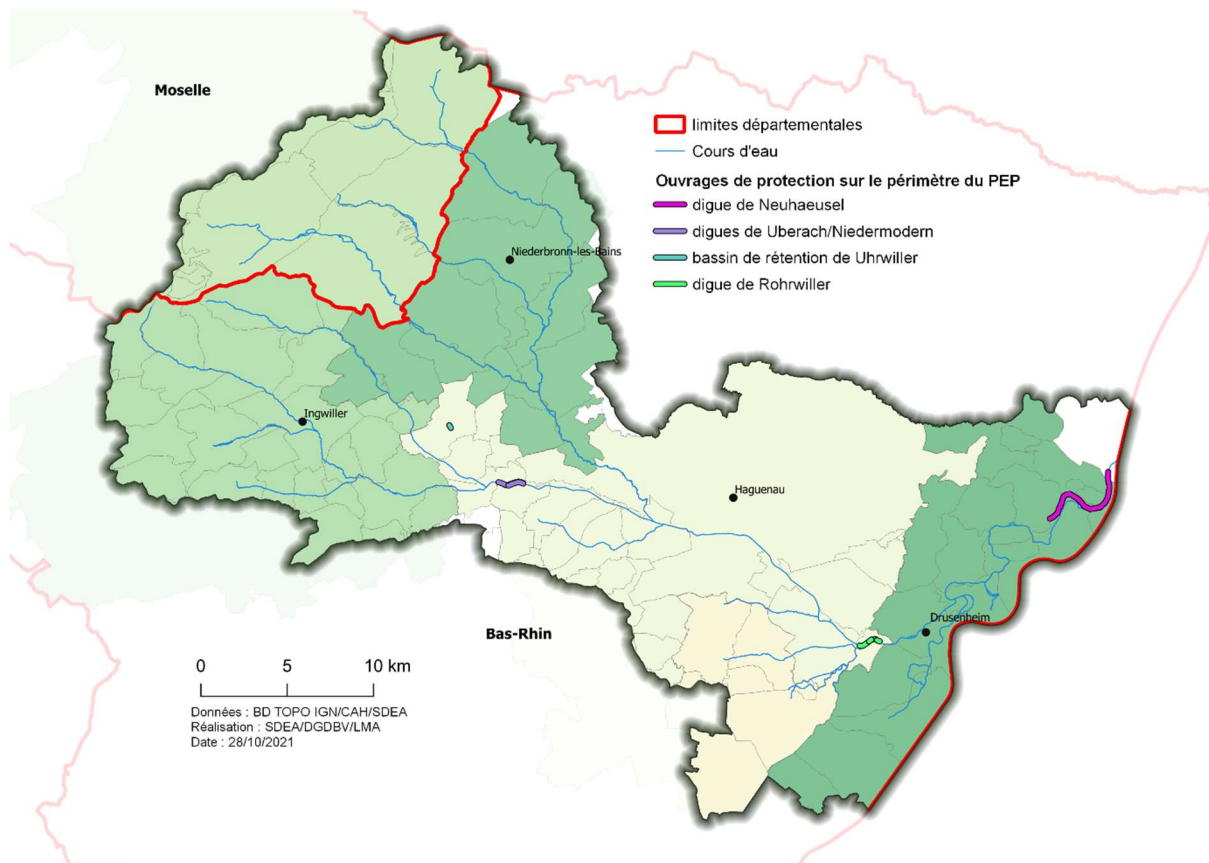 Moselle
limites départementales
Cours d'eau
Ouvrages de protection sur le périmètre du PEP
digue de Neuhaeusel
digues de Uberach/Niedermodern
bassin de rétention de Uhrwiller
digue de Rohrwiller
Niederbronn-les-Bains
Ingwiller
Haguenau
Drusenheim
Bas-Rhin
0 5 10 km
Données : BD TOPO IGN/CAH/SDEA
Réalisation : SDEA/DGDBV/LMA
Date : 28/10/2021